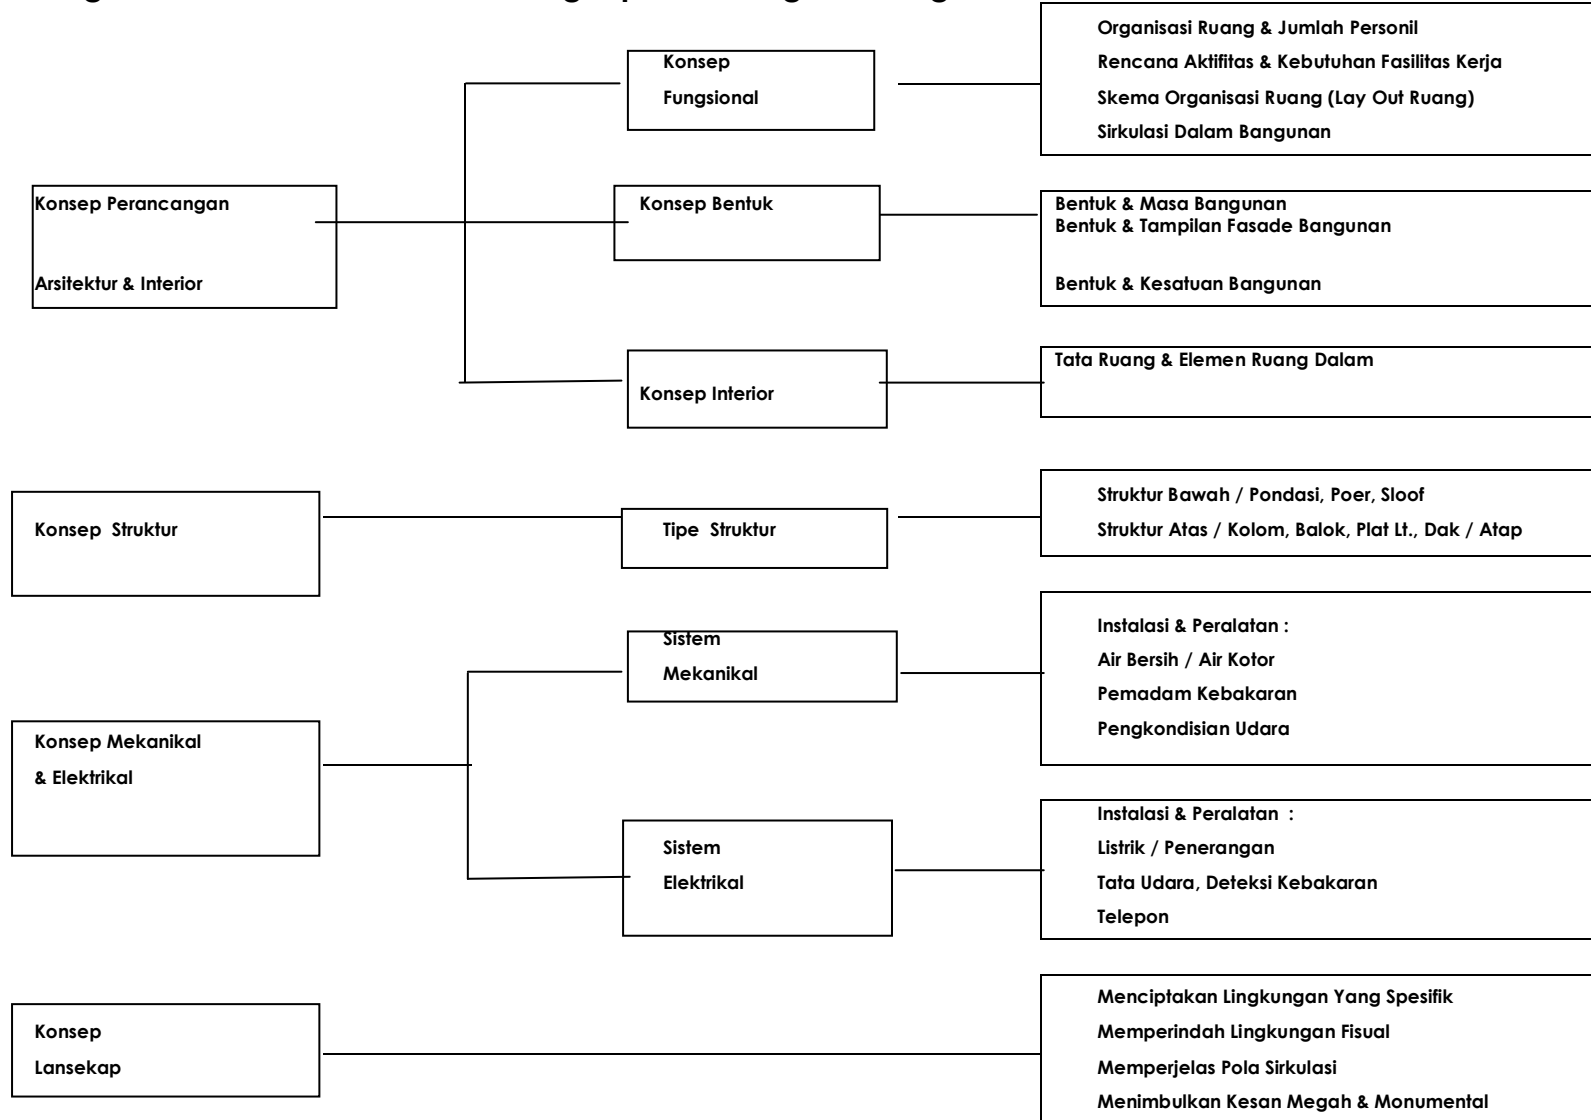 Organisasi Ruang & Jumlah Personil
Konsep
Fungsional
Rencana Aktifitas & Kebutuhan Fasilitas Kerja
Skema Organisasi Ruang (Lay Out Ruang)
Sirkulasi Dalam Bangunan
Konsep Perancangan
Arsitektur & Interior
Konsep Bentuk
Bentuk & Masa Bangunan
Bentuk & Tampilan Fasade Bangunan
Bentuk & Kesatuan Bangunan
Konsep Interior
Tata Ruang & Elemen Ruang Dalam
Konsep Struktur
Tipe Struktur
Struktur Bawah / Pondasi, Poer, Sloof
Struktur Atas / Kolom, Balok, Plat Lt., Dak / Atap
Konsep Mekanikal
& Elektrikal
Sistem
Mekanikal
Instalasi & Peralatan :
Air Bersih / Air Kotor
Pemadam Kebakaran
Pengkondisian Udara
Sistem
Elektrikal
Instalasi & Peralatan :
Listrik / Penerangan
Tata Udara, Deteksi Kebakaran
Telepon
Konsep
Lansekap
Menciptakan Lingkungan Yang Spesifik
Memperindah Lingkungan Fisual
Memperjelas Pola Sirkulasi
Menimbulkan Kesan Megah & Monumental